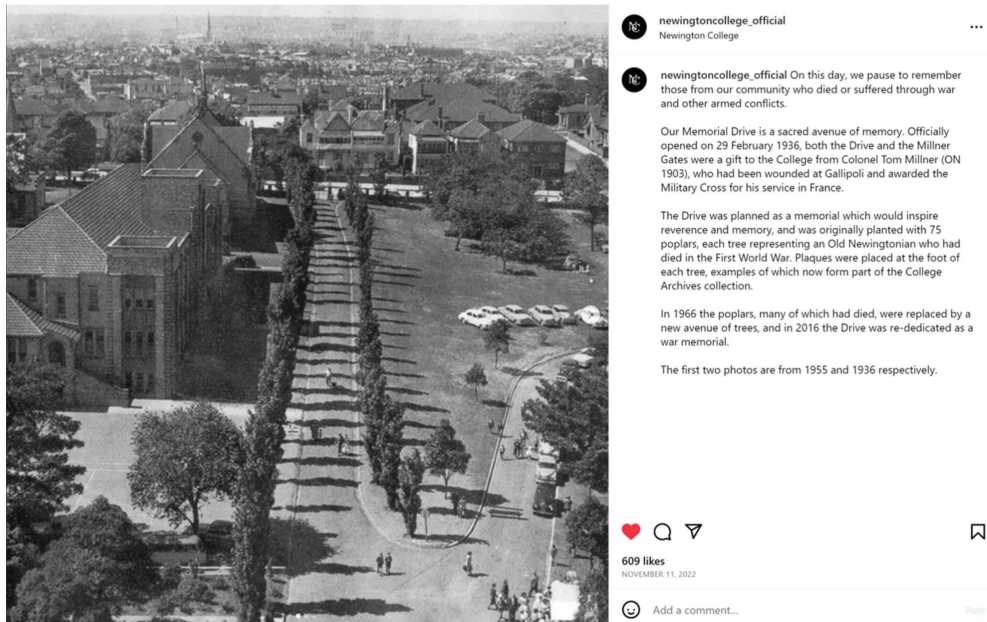 newingtoncollege_official
Newington College
newingtoncollege_official On this day, we pause to remember
those from our community who died or suffered through war
and other armed conflicts.
Our Memorial Drive is a sacred avenue of memory. Officially
opened on 29 February 1936, both the Drive and the Millner
Gates were a gift to the College from Colonel Tom Millner (ON
1903), who had been wounded at Gallipoli and awarded the
Military Cross for his service in France.
The Drive was planned as a memorial which would inspire
reverence and memory, and was originally planted with 75
poplars, each tree representing an Old Newingtonian who had
died in the First World War. Plaques were placed at the foot of
each tree, examples of which now form part of the College
Archives collection.
In 1966 the poplars, many of which had died, were replaced by a
new avenue of trees, and in 2016 the Drive was re-dedicated as a
war memorial.
The first two photos are from 1955 and 1936 respectively.
609 likes
NOVEMBER 11, 2022
Add a comment...
Post